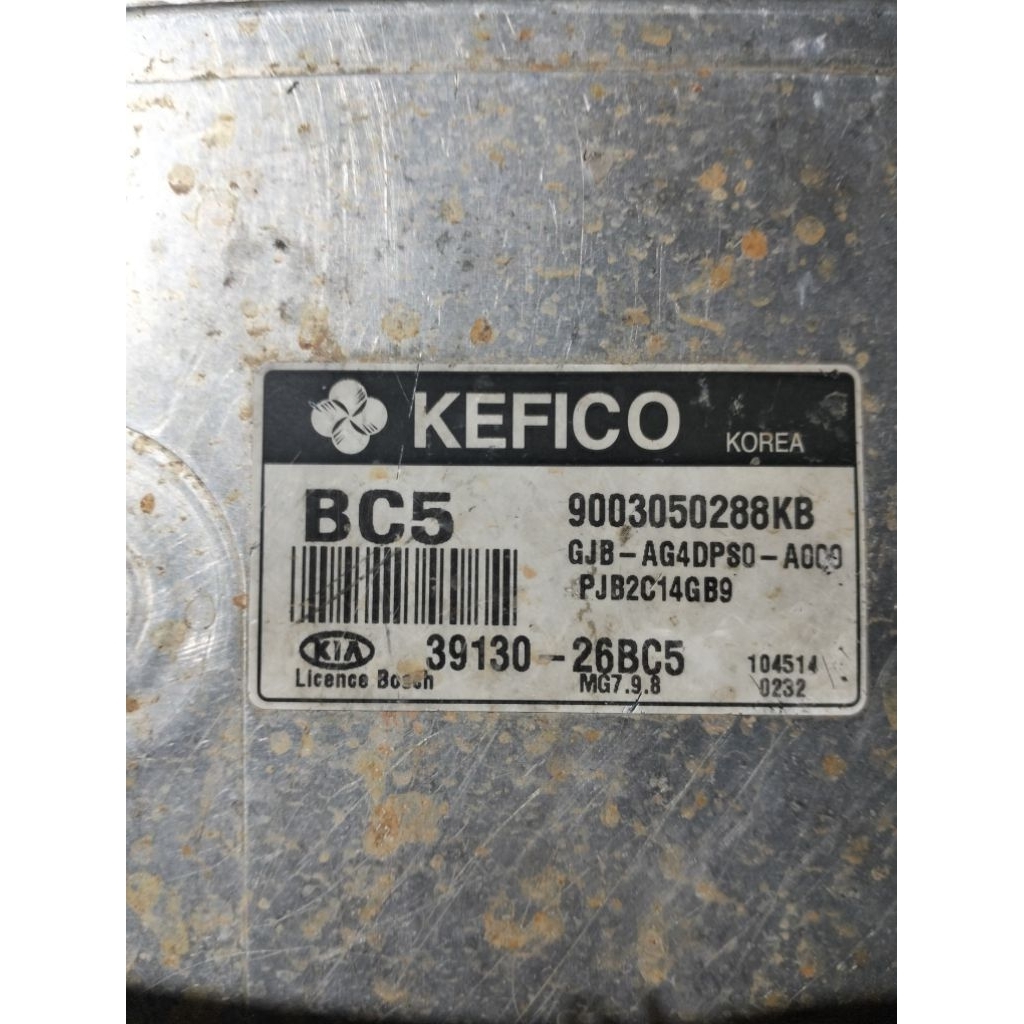 KEFICO KOREA
BC5 9003050288KB
GJB-AG4DPS0-A000
PJB2C14GB9
KIA 39130-26BC5 104514
Licence Bosch MG7.9.8 0232